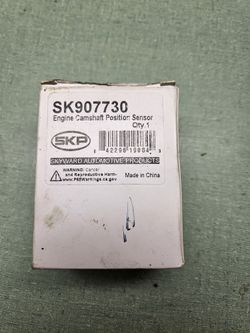 SK907730
Engine Camshaft Position Sensor
Qty.1
SKP
SKYWARD AUTOMOTIVE PRODUCTS
WARNING: Cancer
and Reproductive Harm-
www.P65Warnings.ca.gov
Made in China